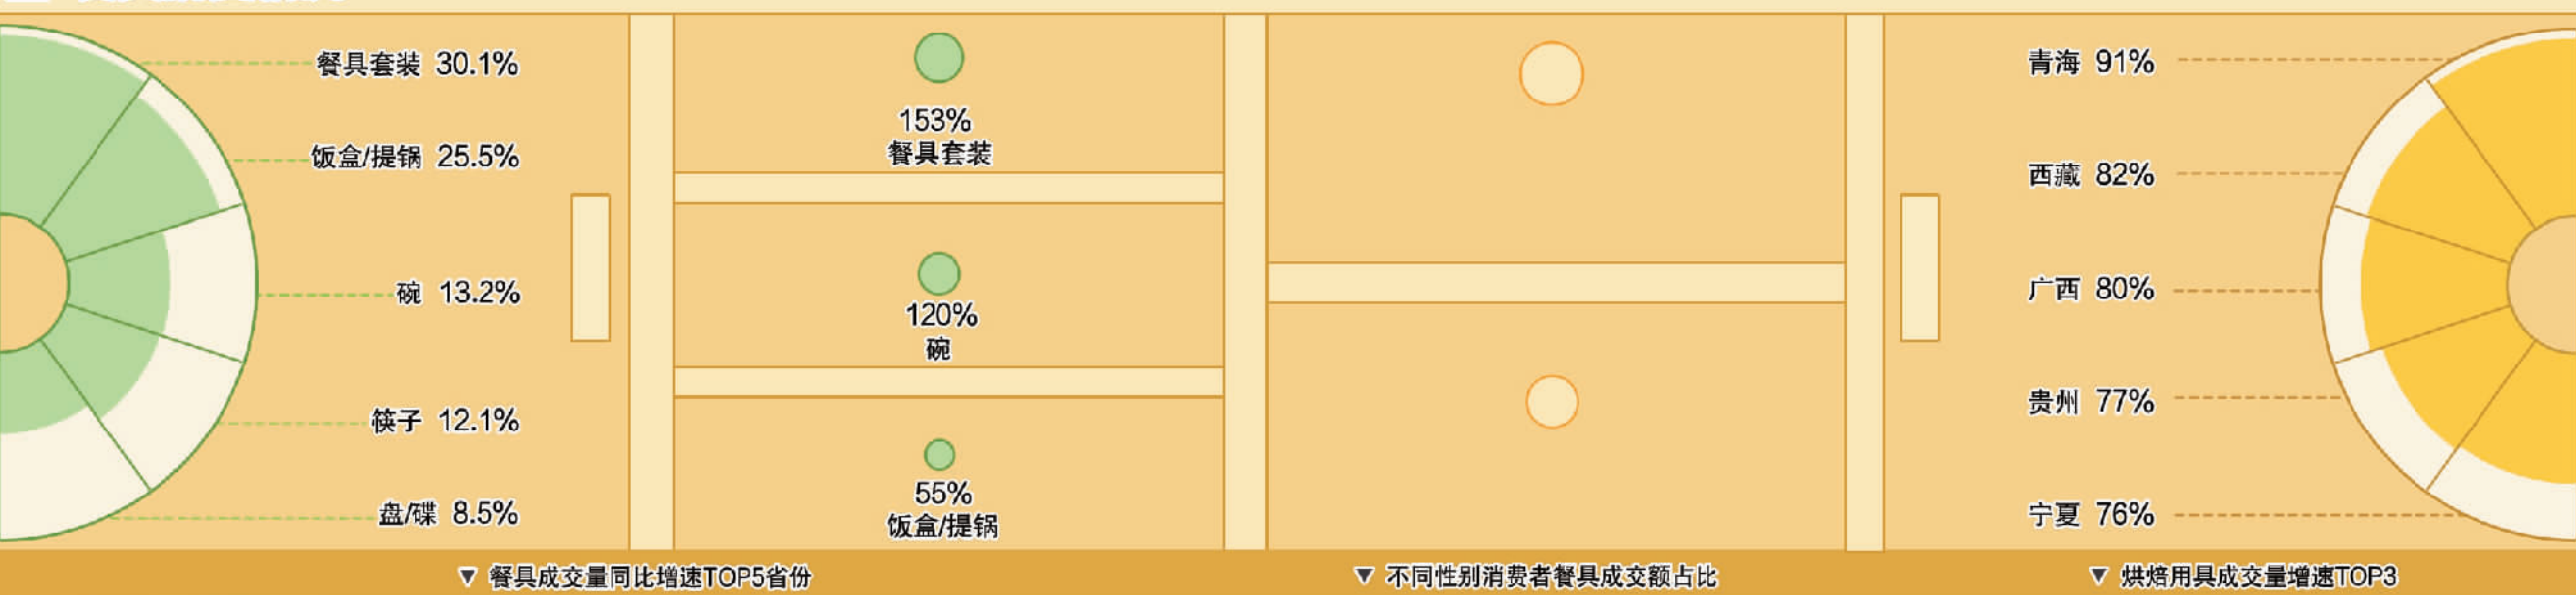 餐具套装 30.1%
饭盒/提锅 25.5%
碗 13.2%
筷子 12.1%
盘/碟 8.5%
153%
餐具套装
120%
碗
55%
饭盒/提锅
青海 91%
西藏 82%
广西 80%
贵州 77%
宁夏 76%
▼ 餐具成交量同比增速TOP5省份
▼ 不同性别消费者餐具成交额占比
▼ 烘焙用具成交量增速TOP3